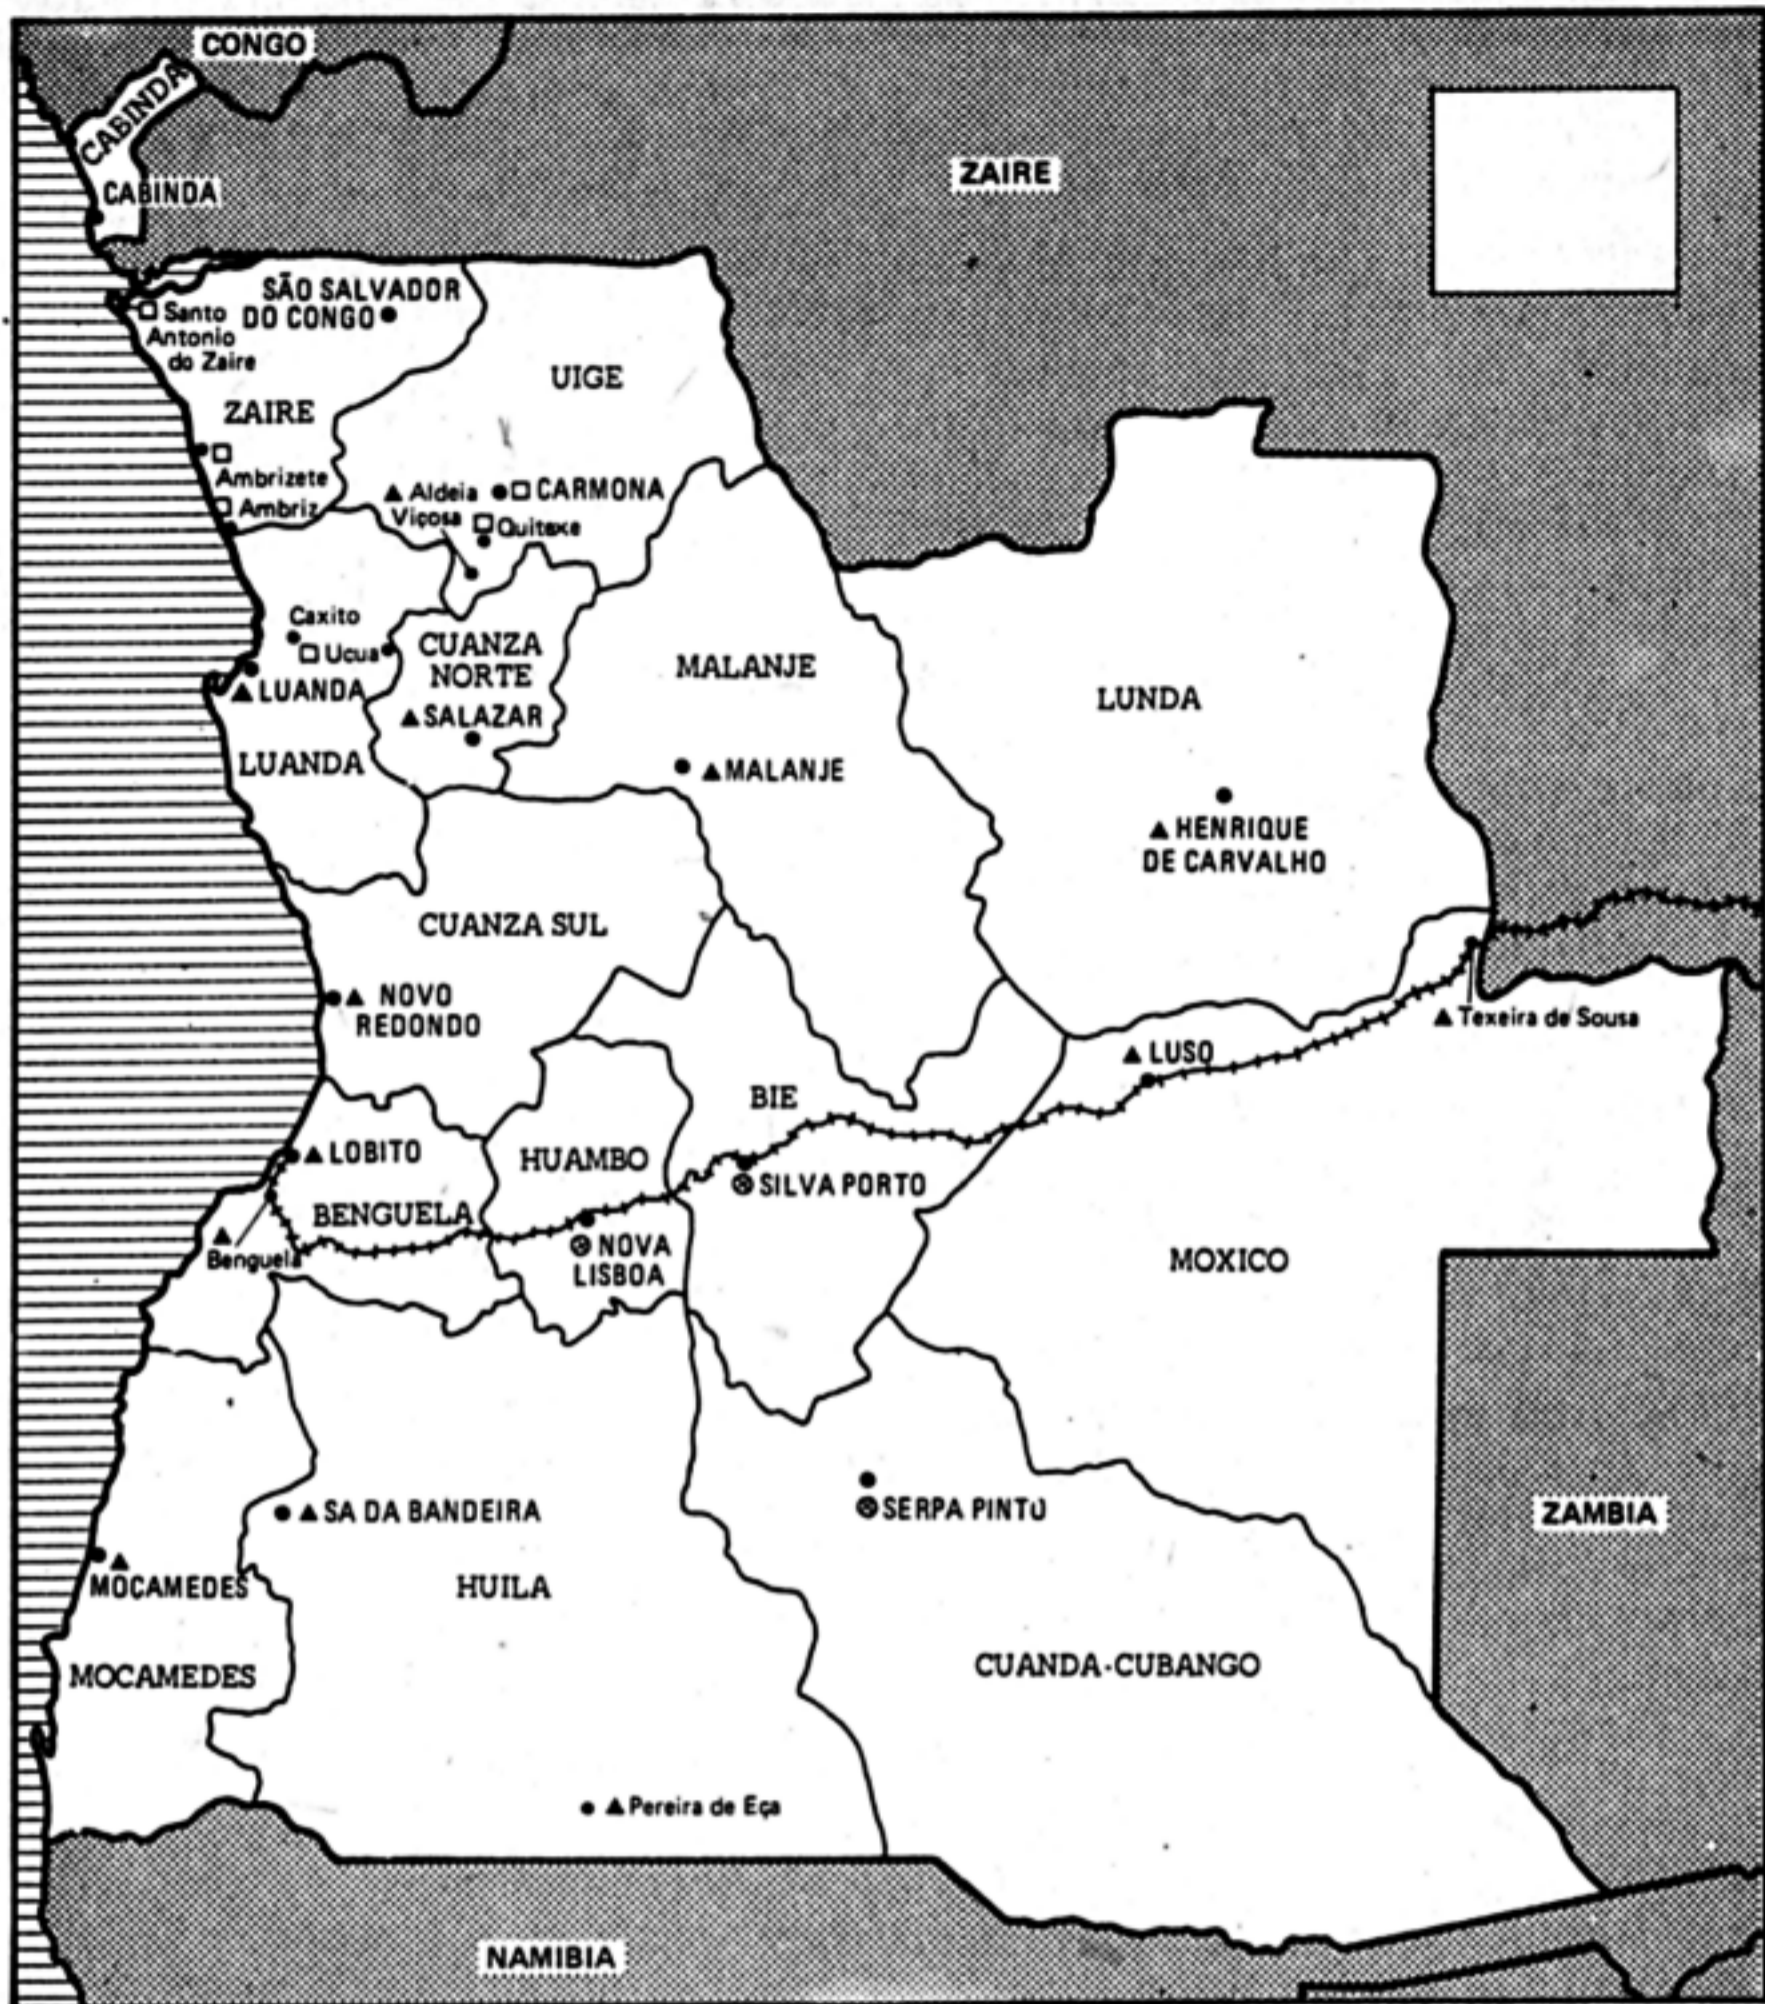 CONGO
CABINDA
CABINDA
ZAIRE
SÃO SALVADOR
DO CONGO
Santo
Antonio
do Zaire
UIGE
ZAIRE
Ambrizete
Ambriz
Aldeia
Viçosa
CARMONA
Quitexe
Caxito
Ucua
CUANZA
NORTE
MALANJE
LUANDA
SALAZAR
LUNDA
LUANDA
MALANJE
HENRIQUE
DE CARVALHO
CUANZA SUL
NOVO
REDONDO
Texeira de Sousa
LUSO
BIE
LOBITO
HUAMBO
SILVA PORTO
BENGUELA
Benguela
NOVA
LISBOA
MOXICO
SA DA BANDEIRA
SERPA PINTO
ZAMBIA
MOÇAMEDES
HUILA
MOCAMEDES
CUANDA-CUBANGO
Pereira de Eça
NAMIBIA